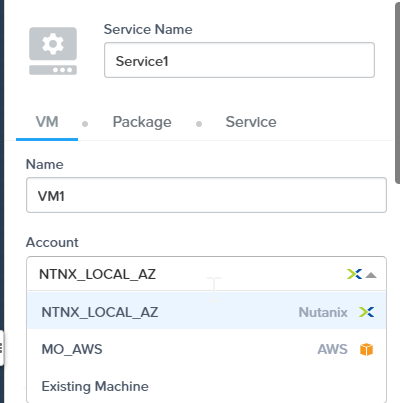 Service Name
Service1
VM Package Service
Name
VM1
Account
NTNX_LOCAL_AZ
NTNX_LOCAL_AZ Nutanix
MO_AWS AWS
Existing Machine